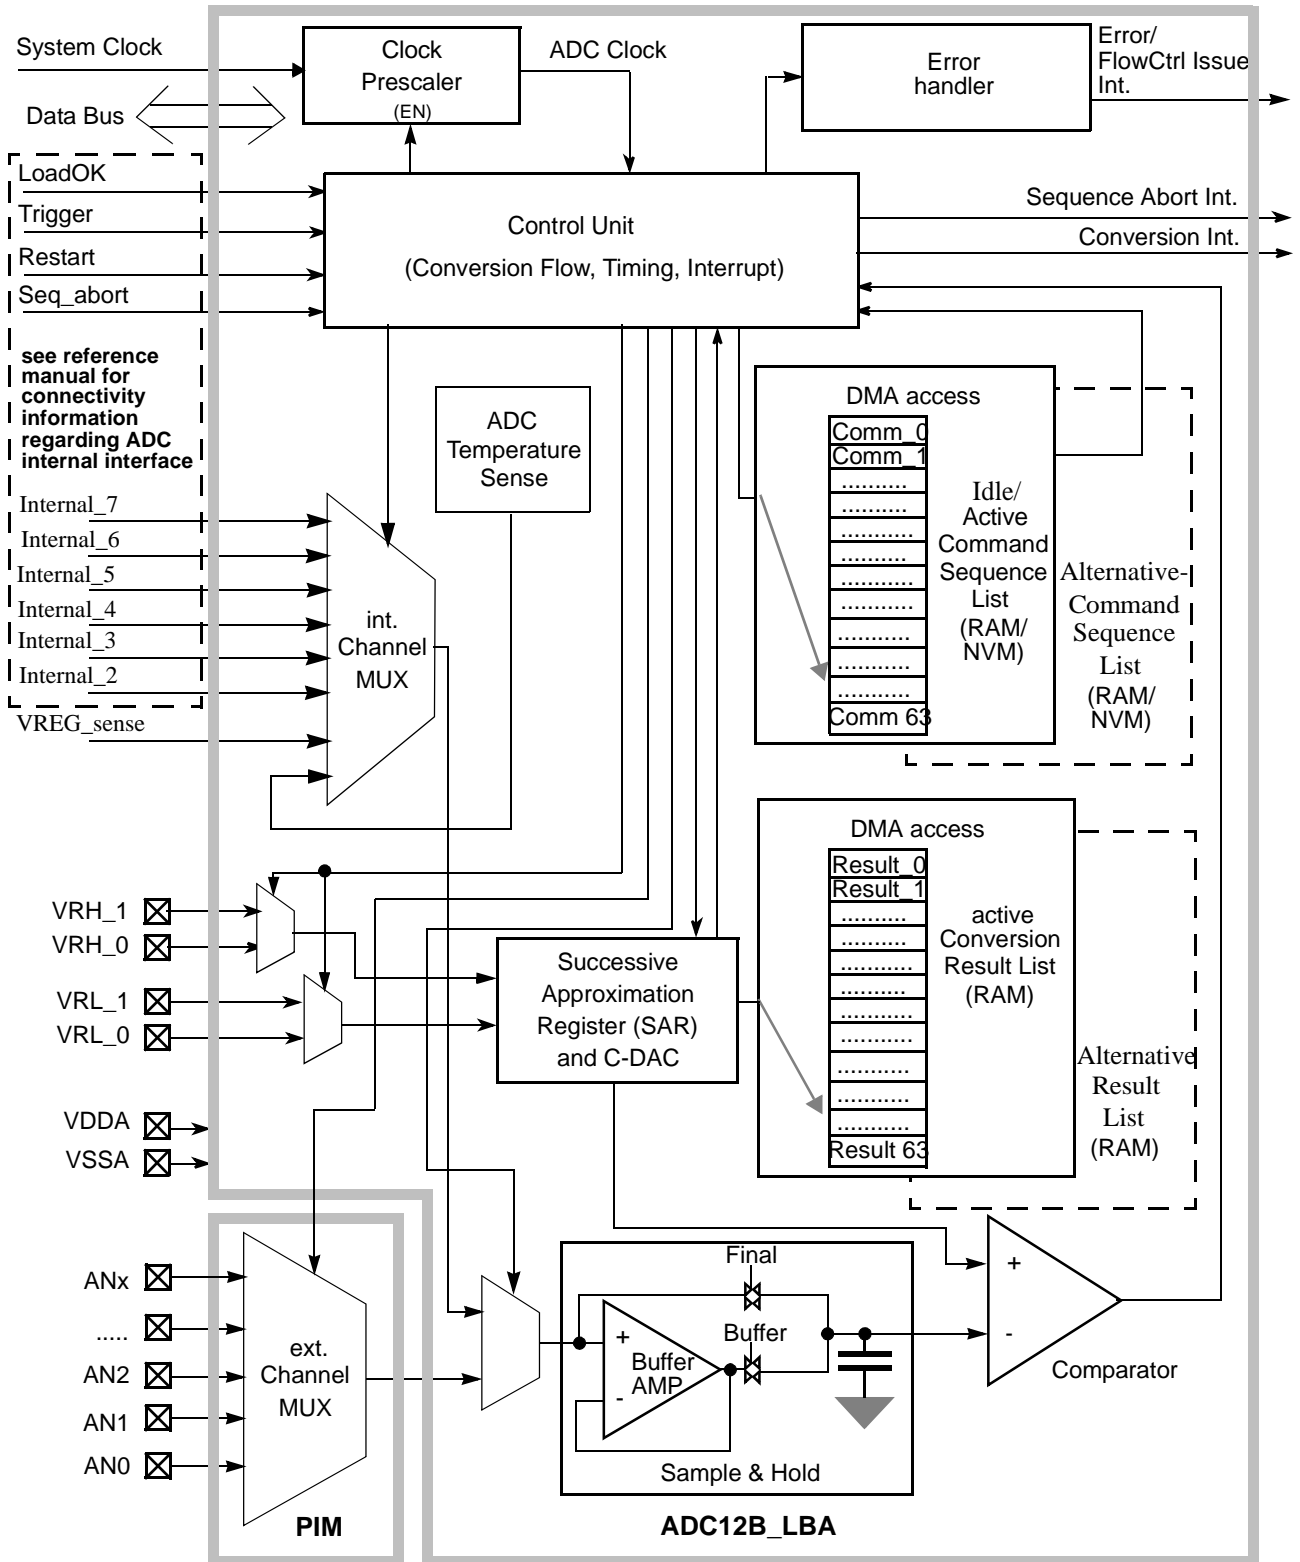 System Clock
Clock
Prescaler
(EN)
ADC Clock
Error
handler
Error/
FlowCtrl Issue
Int.
Data Bus
LoadOK
Trigger
Restart
Seq_abort
Control Unit
(Conversion Flow, Timing, Interrupt)
Sequence Abort Int.
Conversion Int.
see reference
manual for
connectivity
information
regarding ADC
internal interface
ADC
Temperature
Sense
Internal_7
Internal_6
Internal_5
Internal_4
Internal_3
Internal_2
VREG_sense
int.
Channel
MUX
DMA access
Comm_0
Comm_1
..........
..........
...........
...........
...........
...........
...........
...........
...........
Comm 63
Idle/
Active
Command
Sequence
List
(RAM/
NVM)
Alternative-
Command
Sequence
List
(RAM/
NVM)
VRH_1
VRH_0
VRL_1
VRL_0
VDDA
VSSA
Successive
Approximation
Register (SAR)
and C-DAC
DMA access
Result_0
Result_1
..........
..........
...........
...........
...........
...........
...........
...........
...........
Result 63
active
Conversion
Result List
(RAM)
Alternative
Result
List
(RAM)
ANx
.....
AN2
AN1
AN0
ext.
Channel
MUX
PIM
Final
Buffer
+
Buffer
AMP
-
Sample & Hold
+
-
Comparator
ADC12B_LBA